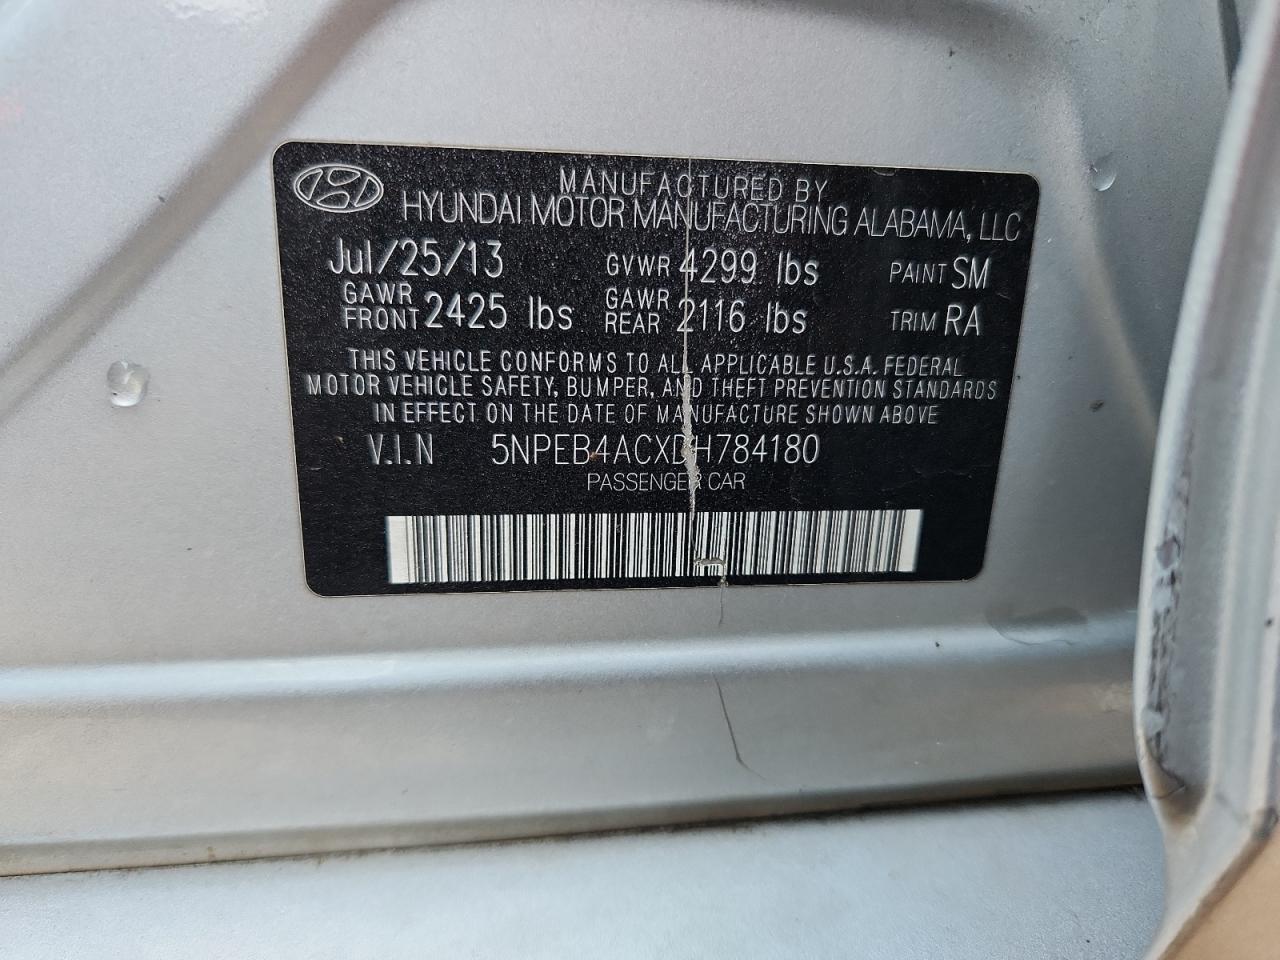 MANUFACTURED BY
HYUNDAI MOTOR MANUFACTURING ALABAMA, LLC
Jul/25/13 GVWR 4299 lbs PAINT SM
GAWR FRONT 2425 lbs GAWR REAR 2116 lbs TRIM RA
THIS VEHICLE CONFORMS TO ALL APPLICABLE U.S.A. FEDERAL
MOTOR VEHICLE SAFETY, BUMPER, AND THEFT PREVENTION STANDARDS
IN EFFECT ON THE DATE OF MANUFACTURE SHOWN ABOVE
V.I.N 5NPEB4ACXDH784180
PASSENGER CAR